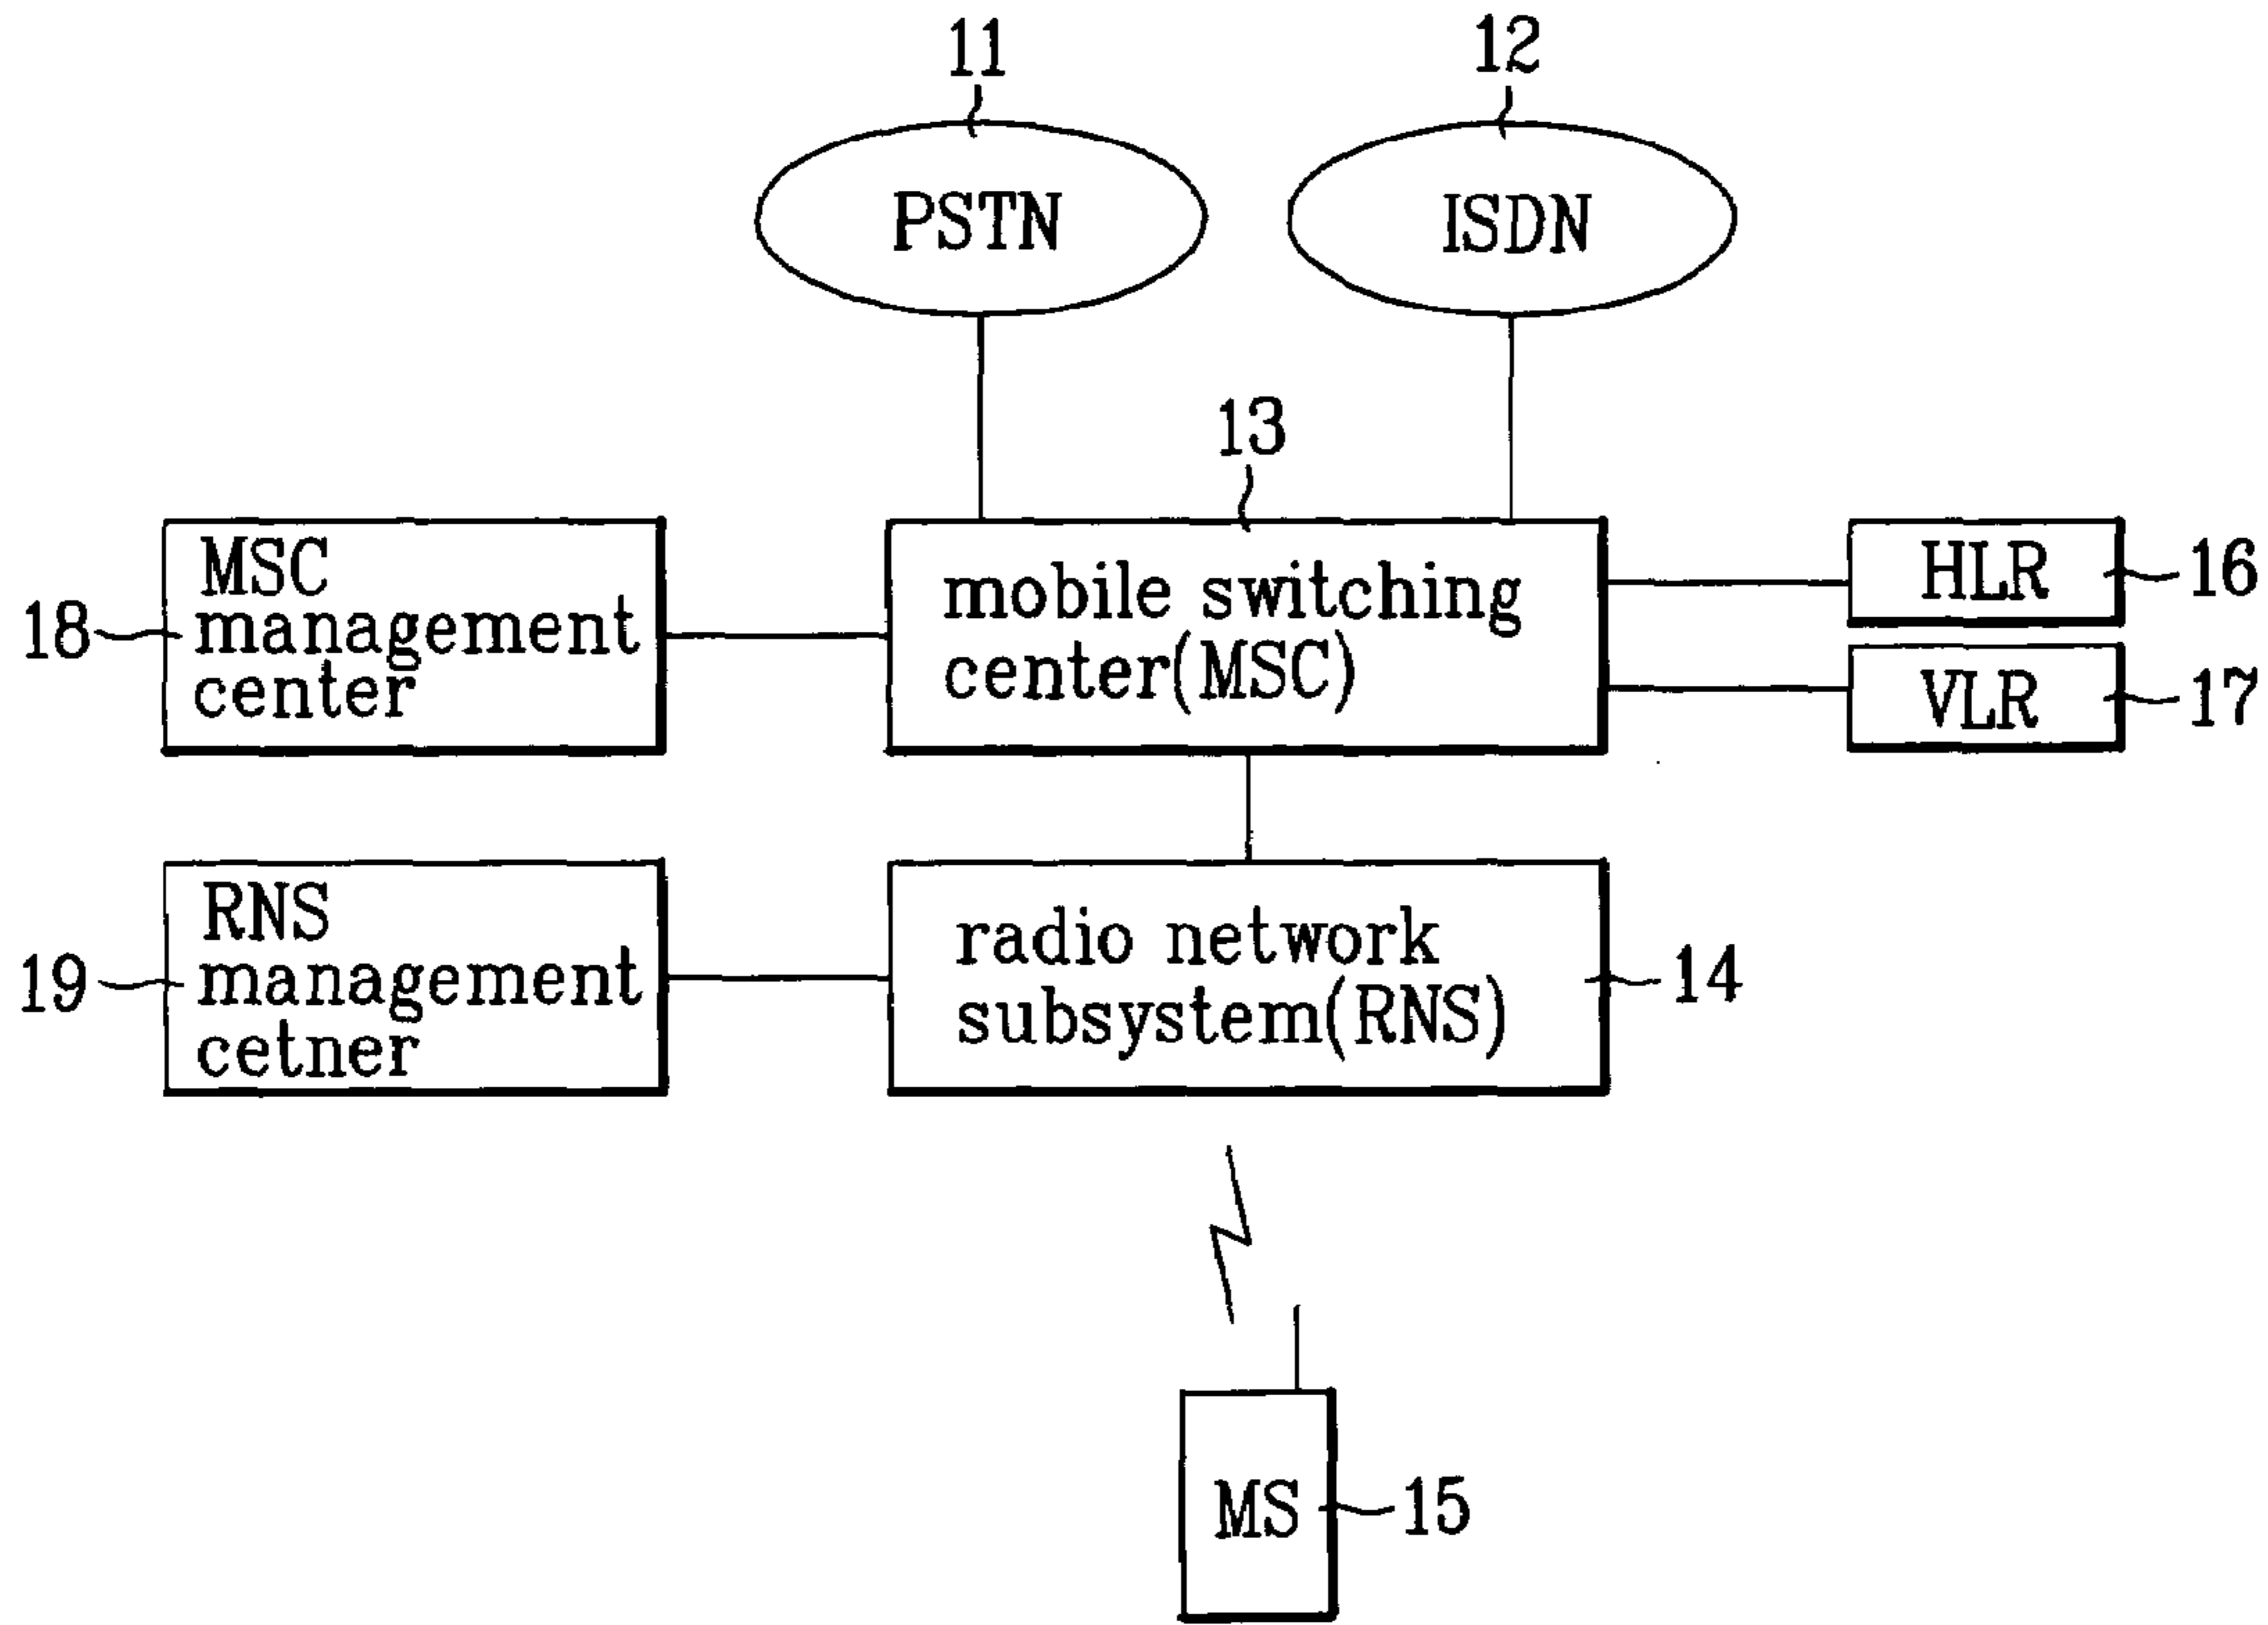 11
12
PSTN
ISDN
13
MSC
management
center
18
mobile switching
center(MSC)
HLR
16
VLR
17
RNS
management
cetner
19
radio network
subsystem(RNS)
14
MS
15